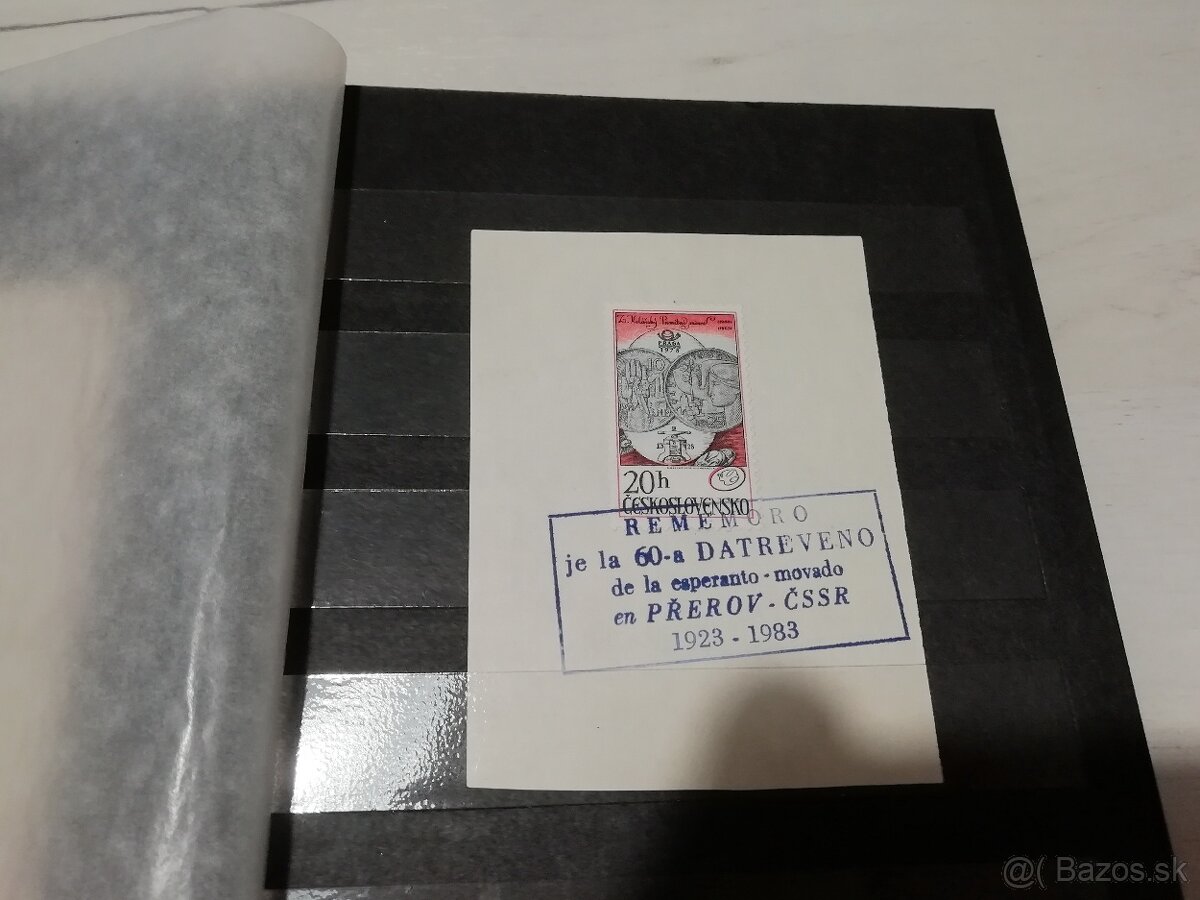 PRAGA
1978
20h
ČESKOSLOVENSKO
REMEMORO
je la 60-a DATREVENO
de la esperanto - movado
en PŘEROV - ČSSR
1923 - 1983
@( Bazos.sk